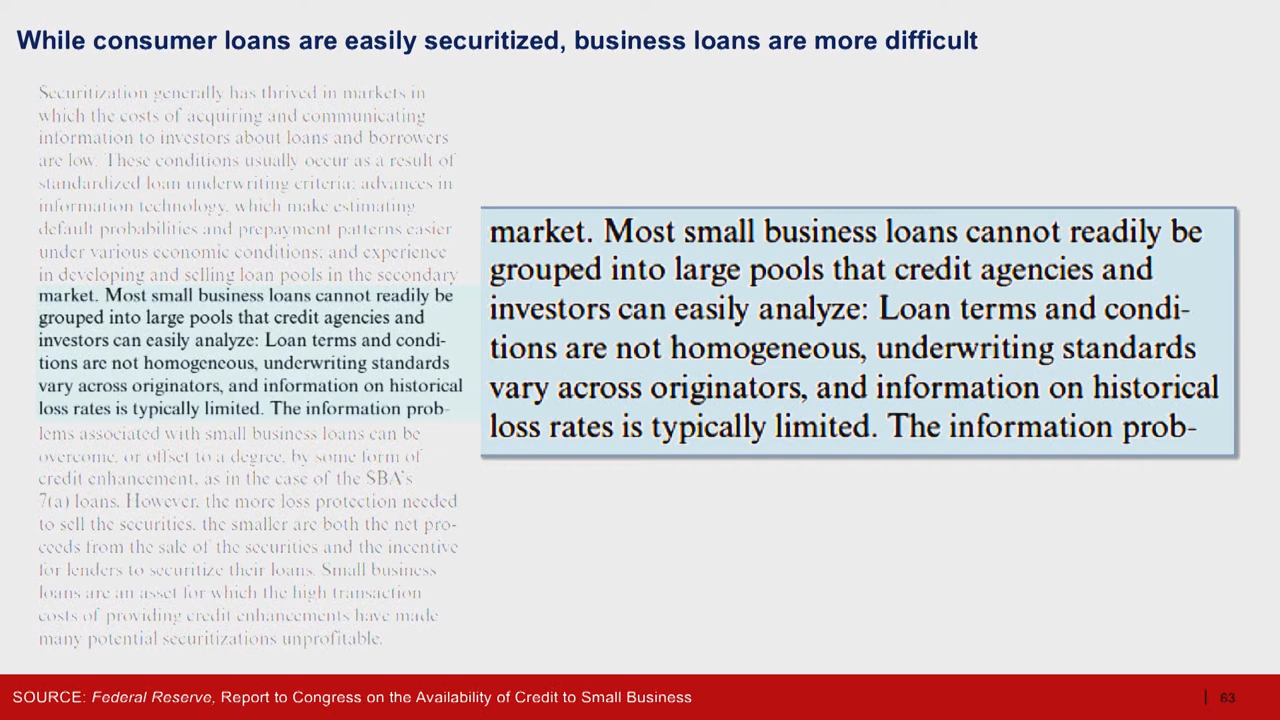 While consumer loans are easily securitized, business loans are more difficult
Securitization generally has thrived in markets in
which the costs of acquiring and communicating
information to investors about loans and borrowers
are low. These conditions usually occur as a result of
standardized loan underwriting criteria; advances in
information technology, which make estimating
default probabilities and prepayment patterns easier
under various economic conditions; and experience
in developing and selling loan pools in the secondary
market. Most small business loans cannot readily be
grouped into large pools that credit agencies and
investors can easily analyze: Loan terms and condi-
tions are not homogeneous, underwriting standards
vary across originators, and information on historical
loss rates is typically limited. The information prob-
lems associated with small business loans can be
overcome, or offset to a degree, by some form of
credit enhancement, as in the case of the SBA's
7(a) loans. However, the more loss protection needed
to sell the securities, the smaller are both the net pro-
ceeds from the sale of the securities and the incentive
for lenders to securitize their loans. Small business
loans are an asset for which the high transaction
costs of providing credit enhancements have made
many potential securitizations unprofitable.
market. Most small business loans cannot readily be
grouped into large pools that credit agencies and
investors can easily analyze: Loan terms and condi-
tions are not homogeneous, underwriting standards
vary across originators, and information on historical
loss rates is typically limited. The information prob-
SOURCE: Federal Reserve, Report to Congress on the Availability of Credit to Small Business
| 63